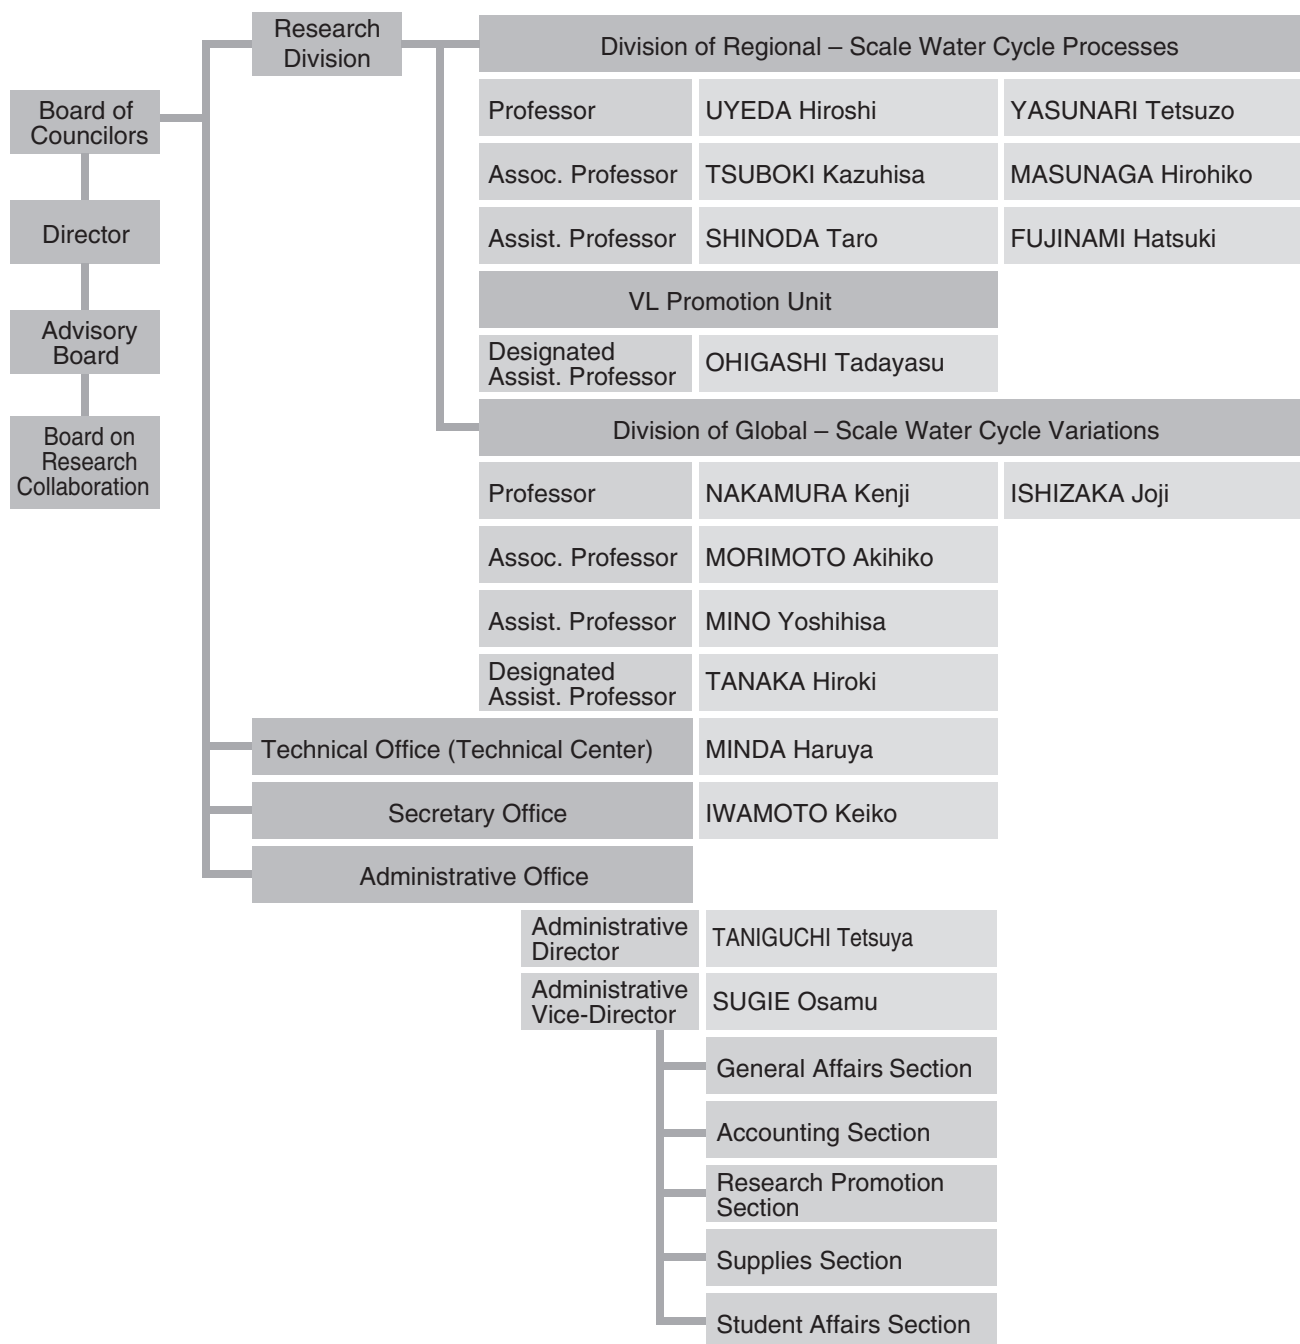 Board of
Councilors
Director
Advisory
Board
Board on
Research
Collaboration
Research
Division
Division of Regional – Scale Water Cycle Processes
Professor UYEDA Hiroshi YASUNARI Tetsuzo
Assoc. Professor TSUBOKI Kazuhisa MASUNAGA Hirohiko
Assist. Professor SHINODA Taro FUJINAMI Hatsuki
VL Promotion Unit
Designated
Assist. Professor OHIGASHI Tadayasu
Division of Global – Scale Water Cycle Variations
Professor NAKAMURA Kenji ISHIZAKA Joji
Assoc. Professor MORIMOTO Akihiko
Assist. Professor MINO Yoshihisa
Designated
Assist. Professor TANAKA Hiroki
Technical Office (Technical Center) MINDA Haruya
Secretary Office IWAMOTO Keiko
Administrative Office
Administrative
Director TANIGUCHI Tetsuya
Administrative
Vice-Director SUGIE Osamu
General Affairs Section
Accounting Section
Research Promotion
Section
Supplies Section
Student Affairs Section